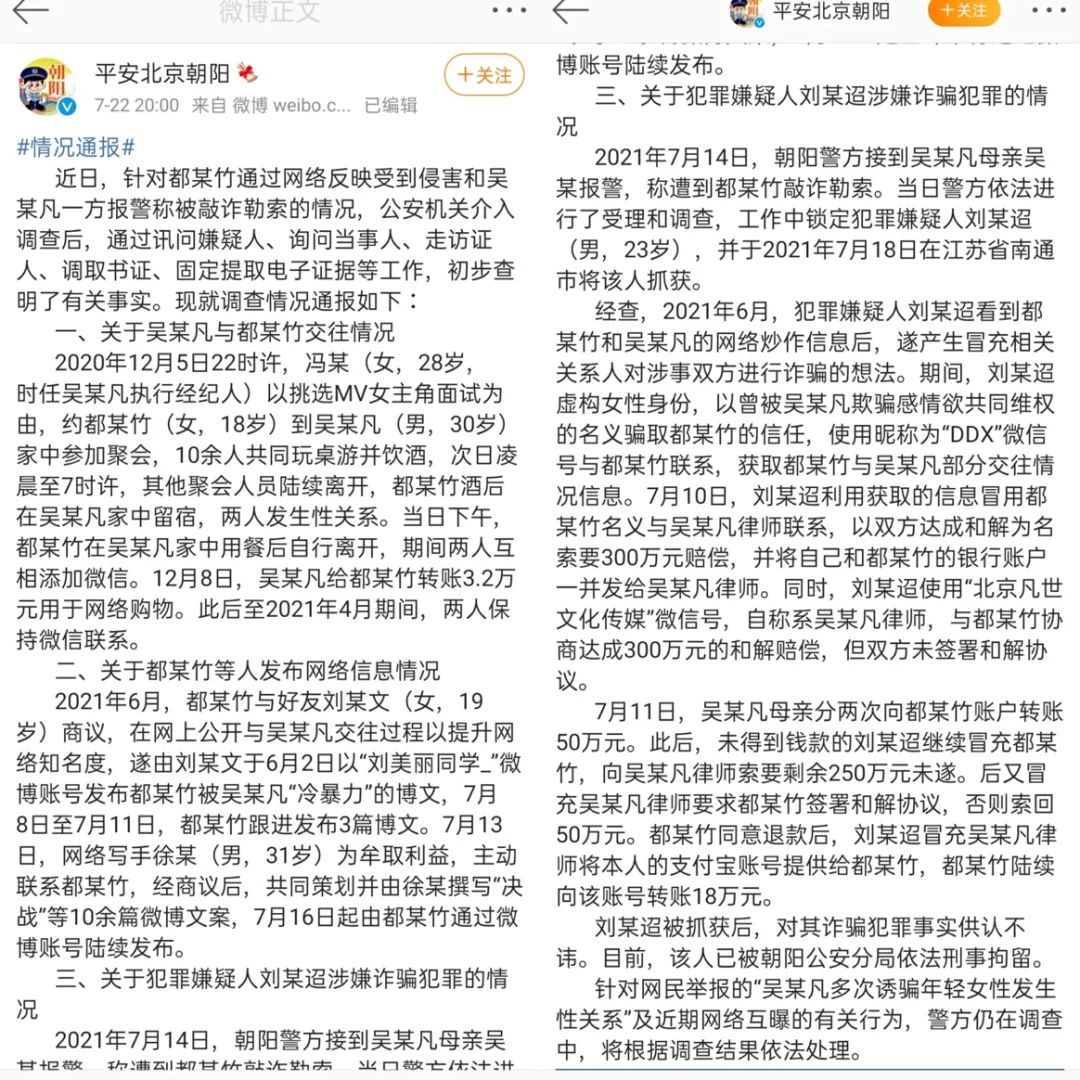 微博正文
平安北京朝阳
+关注
7-22 20:00 来自 微博 weibo.c... 已编辑
#情况通报#
近日，针对都某竹通过网络反映受到侵害和吴
某凡一方报警称被敲诈勒索的情况，公安机关介入
调查后，通过讯问嫌疑人、询问当事人、走访证
人、调取书证、固定提取电子证据等工作，初步查
明了有关事实。现就调查情况通报如下：
一、关于吴某凡与都某竹交往情况
2020年12月5日22时许，冯某（女，28岁，
时任吴某凡执行经纪人）以挑选MV女主角面试为
由，约都某竹（女，18岁）到吴某凡（男，30岁）
家中参加聚会，10余人共同玩桌游并饮酒，次日凌
晨至7时许，其他聚会人员陆续离开，都某竹酒后
在吴某凡家中留宿，两人发生性关系。当日下午，
都某竹在吴某凡家中用餐后自行离开，期间两人互
相添加微信。12月8日，吴某凡给都某竹转账3.2万
元用于网络购物。此后至2021年4月期间，两人保
持微信联系。
二、关于都某竹等人发布网络信息情况
2021年6月，都某竹与好友刘某文（女，19
岁）商议，在网上公开与吴某凡交往过程以提升网
络知名度，遂由刘某文于6月2日以“刘美丽同学_”微
博账号发布都某竹被吴某凡“冷暴力”的博文，7月
8日至7月11日，都某竹跟进发布3篇博文。7月13
日，网络写手徐某（男，31岁）为牟取利益，主动
联系都某竹，经商议后，共同策划并由徐某撰写“决
战”等10余篇微博文案，7月16日起由都某竹通过微
博账号陆续发布。
三、关于犯罪嫌疑人刘某迢涉嫌诈骗犯罪的情
况
2021年7月14日，朝阳警方接到吴某凡母亲吴
某报警，称遭到都某竹敲诈勒索。当日警方依法进
平安北京朝阳
+关注
博账号陆续发布。
三、关于犯罪嫌疑人刘某迢涉嫌诈骗犯罪的情
况
2021年7月14日，朝阳警方接到吴某凡母亲吴
某报警，称遭到都某竹敲诈勒索。当日警方依法进
行了受理和调查，工作中锁定犯罪嫌疑人刘某迢
（男，23岁），并于2021年7月18日在江苏省南通
市将该人抓获。
经查，2021年6月，犯罪嫌疑人刘某迢看到都
某竹和吴某凡的网络炒作信息后，遂产生冒充相关
关系人对涉事双方进行诈骗的想法。期间，刘某迢
虚构女性身份，以曾被吴某凡欺骗感情欲共同维权
的名义骗取都某竹的信任，使用昵称为“DDX”微信
号与都某竹联系，获取都某竹与吴某凡部分交往情
况信息。7月10日，刘某迢利用获取的信息冒用都
某竹名义与吴某凡律师联系，以双方达成和解为名
索要300万元赔偿，并将自己和都某竹的银行账户
一并发给吴某凡律师。同时，刘某迢使用“北京凡世
文化传媒”微信号，自称系吴某凡律师，与都某竹协
商达成300万元的和解赔偿，但双方未签署和解协
议。
7月11日，吴某凡母亲分两次向都某竹账户转账
50万元。此后，未得到钱款的刘某迢继续冒充都某
竹，向吴某凡律师索要剩余250万元未遂。后又冒
充吴某凡律师要求都某竹签署和解协议，否则索回
50万元。都某竹同意退款后，刘某迢冒充吴某凡律
师将本人的支付宝账号提供给都某竹，都某竹陆续
向该账号转账18万元。
刘某迢被抓获后，对其诈骗犯罪事实供认不
讳。目前，该人已被朝阳公安分局依法刑事拘留。
针对网民举报的“吴某凡多次诱骗年轻女性发生
性关系”及近期网络互曝的有关行为，警方仍在调查
中，将根据调查结果依法处理。